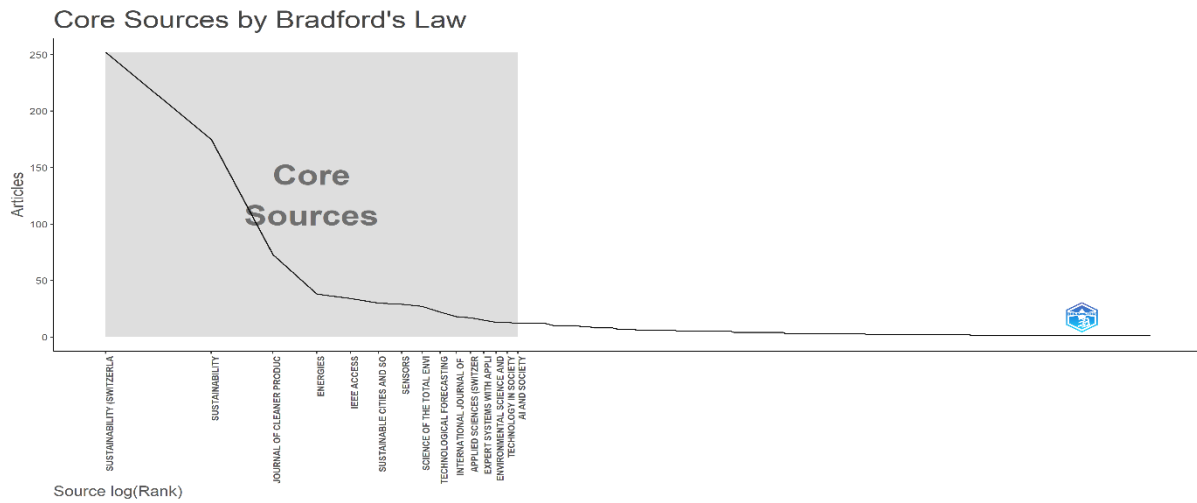 Core Sources by Bradford's Law
250
200
150
100
50
0
Articles
Core
Sources
SUSTAINABILITY (SWITZERLA
SUSTAINABILITY
JOURNAL OF CLEANER PRODUC
ENERGIES
IEEE ACCESS
SUSTAINABLE CITIES AND SO
SENSORS
SCIENCE OF THE TOTAL ENVI
TECHNOLOGICAL FORECASTING
INTERNATIONAL JOURNAL OF
APPLIED SCIENCES (SWITZER
EXPERT SYSTEMS WITH APPLI
ENVIRONMENTAL SCIENCE AND
TECHNOLOGY IN SOCIETY
AI AND SOCIETY
Source log(Rank)